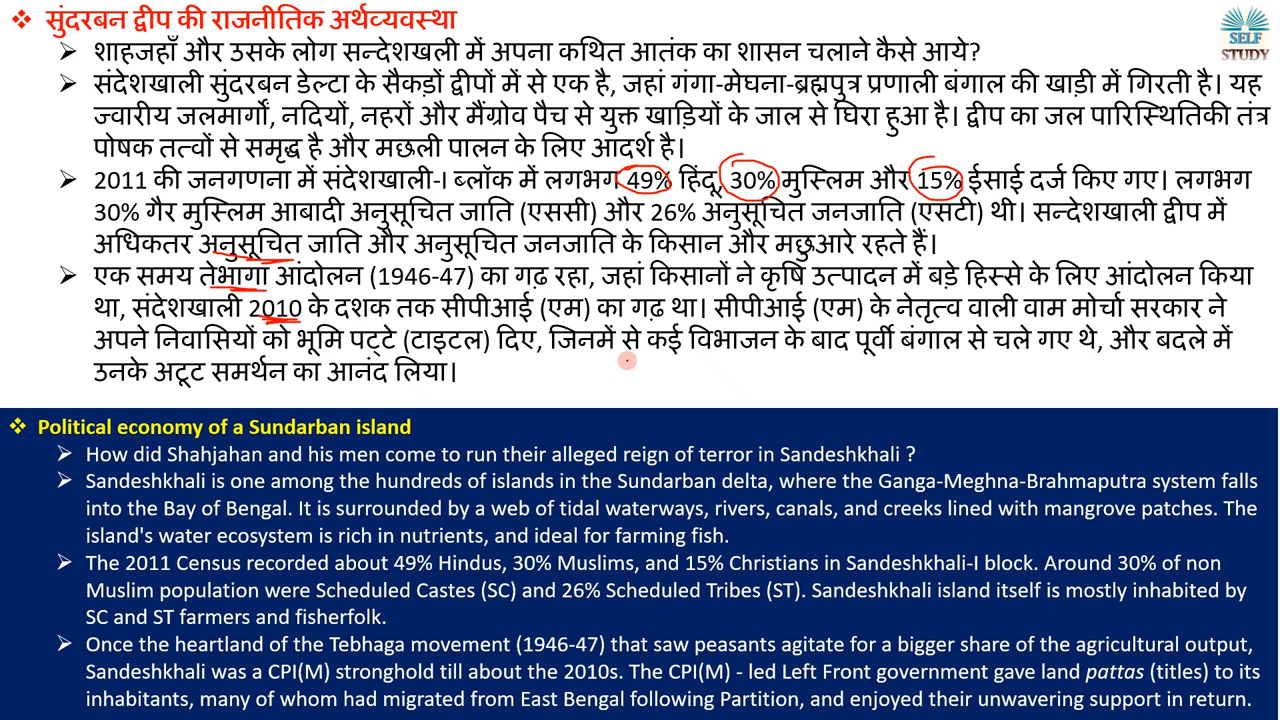 ❖ सुंदरबन द्वीप की राजनीतिक अर्थव्यवस्था
SELF
STUDY
➢ शाहजहाँ और उसके लोग सन्देशखली में अपना कथित आतंक का शासन चलाने कैसे आये?
➢ संदेशखाली सुंदरबन डेल्टा के सैकड़ों द्वीपों में से एक है, जहां गंगा-मेघना-ब्रह्मपुत्र प्रणाली बंगाल की खाड़ी में गिरती है। यह
ज्वारीय जलमार्गों, नदियों, नहरों और मैंग्रोव पैच से युक्त खाड़ियों के जाल से घिरा हुआ है। द्वीप का जल पारिस्थितिकी तंत्र
पोषक तत्वों से समृद्ध है और मछली पालन के लिए आदर्श है।
➢ 2011 की जनगणना में संदेशखाली-I ब्लॉक में लगभग 49% हिंदू, 30% मुस्लिम और 15% ईसाई दर्ज किए गए। लगभग
30% गैर मुस्लिम आबादी अनुसूचित जाति (एससी) और 26% अनुसूचित जनजाति (एसटी) थी। सन्देशखाली द्वीप में
अधिकतर अनुसूचित जाति और अनुसूचित जनजाति के किसान और मछुआरे रहते हैं।
➢ एक समय तेभागा आंदोलन (1946-47) का गढ़ रहा, जहां किसानों ने कृषि उत्पादन में बड़े हिस्से के लिए आंदोलन किया
था, संदेशखाली 2010 के दशक तक सीपीआई (एम) का गढ़ था। सीपीआई (एम) के नेतृत्व वाली वाम मोर्चा सरकार ने
अपने निवासियों को भूमि पट्टे (टाइटल) दिए, जिनमें से कई विभाजन के बाद पूर्वी बंगाल से चले गए थे, और बदले में
उनके अटूट समर्थन का आनंद लिया।
❖ Political economy of a Sundarban island
➢ How did Shahjahan and his men come to run their alleged reign of terror in Sandeshkhali ?
➢ Sandeshkhali is one among the hundreds of islands in the Sundarban delta, where the Ganga-Meghna-Brahmaputra system falls
into the Bay of Bengal. It is surrounded by a web of tidal waterways, rivers, canals, and creeks lined with mangrove patches. The
island's water ecosystem is rich in nutrients, and ideal for farming fish.
➢ The 2011 Census recorded about 49% Hindus, 30% Muslims, and 15% Christians in Sandeshkhali-I block. Around 30% of non
Muslim population were Scheduled Castes (SC) and 26% Scheduled Tribes (ST). Sandeshkhali island itself is mostly inhabited by
SC and ST farmers and fisherfolk.
➢ Once the heartland of the Tebhaga movement (1946-47) that saw peasants agitate for a bigger share of the agricultural output,
Sandeshkhali was a CPI(M) stronghold till about the 2010s. The CPI(M) - led Left Front government gave land pattas (titles) to its
inhabitants, many of whom had migrated from East Bengal following Partition, and enjoyed their unwavering support in return.